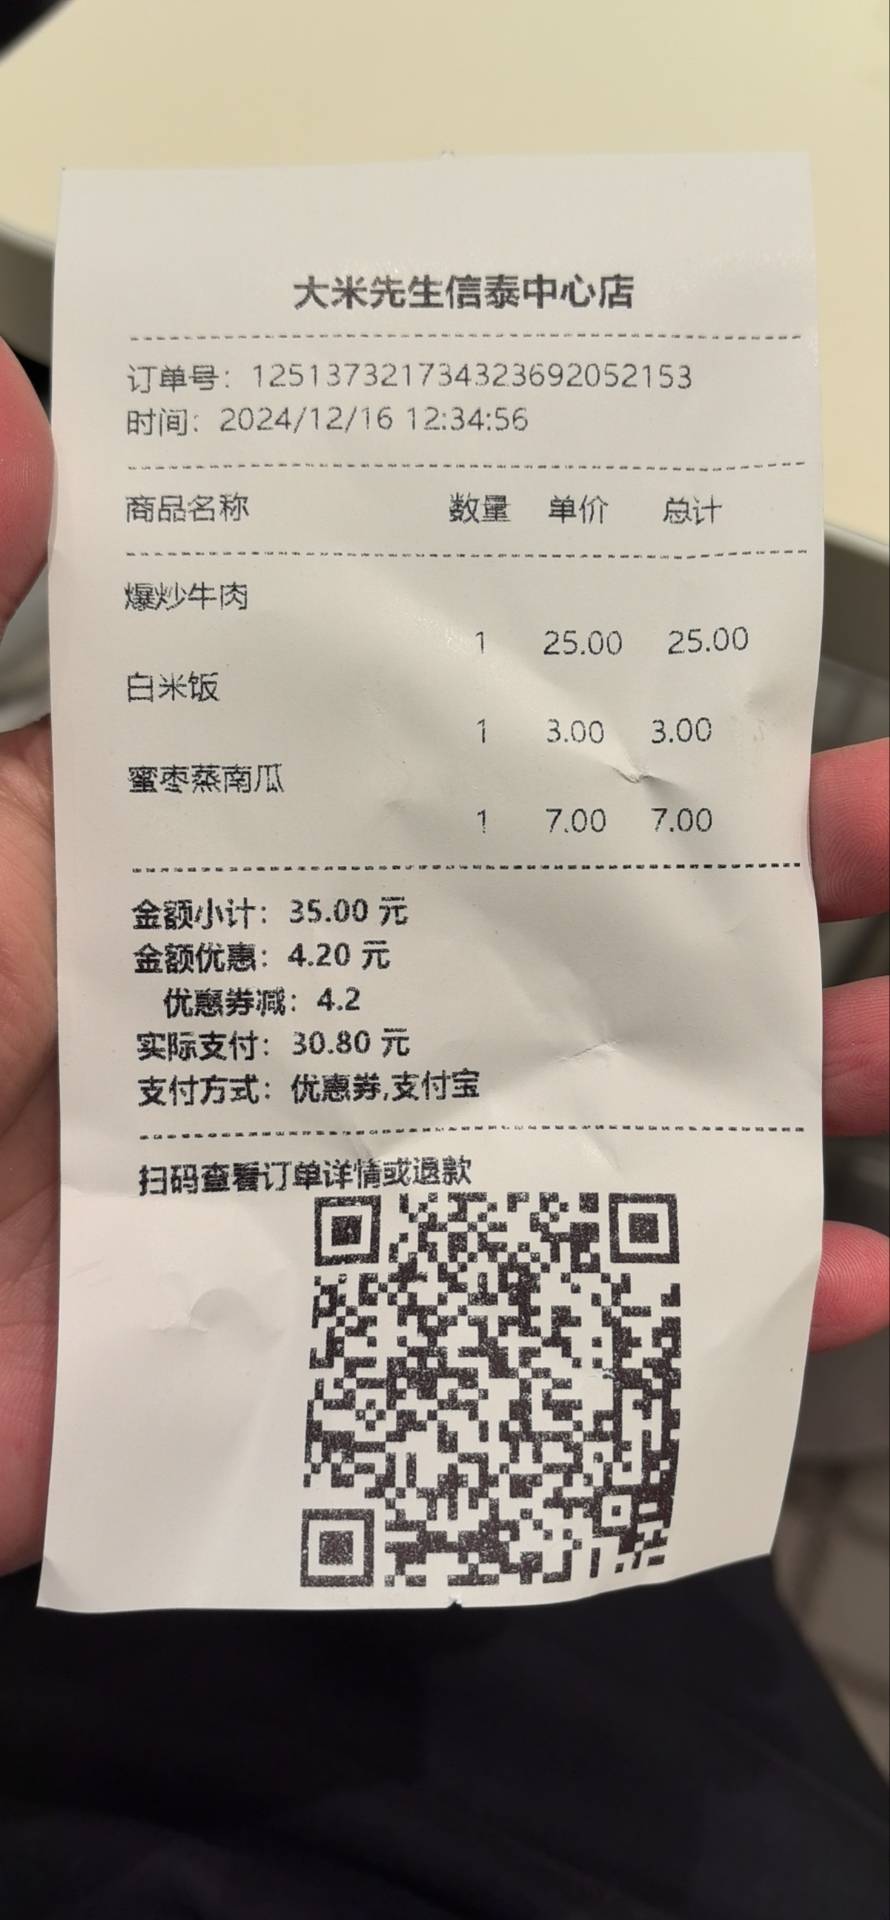 大米先生信泰中心店
订单号：125137321734323692052153
时间：2024/12/16 12:34:56
商品名称 数量 单价 总计
爆炒牛肉
1 25.00 25.00
白米饭
1 3.00 3.00
蜜枣蒸南瓜
1 7.00 7.00
金额小计：35.00 元
金额优惠：4.20 元
优惠券减：4.2
实际支付：30.80 元
支付方式：优惠券,支付宝
扫码查看订单详情或退款